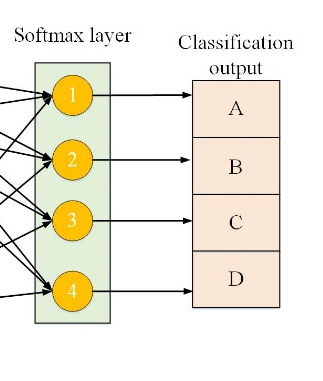 Softmax layer
Classification
output
1
A
2
B
3
C
4
D